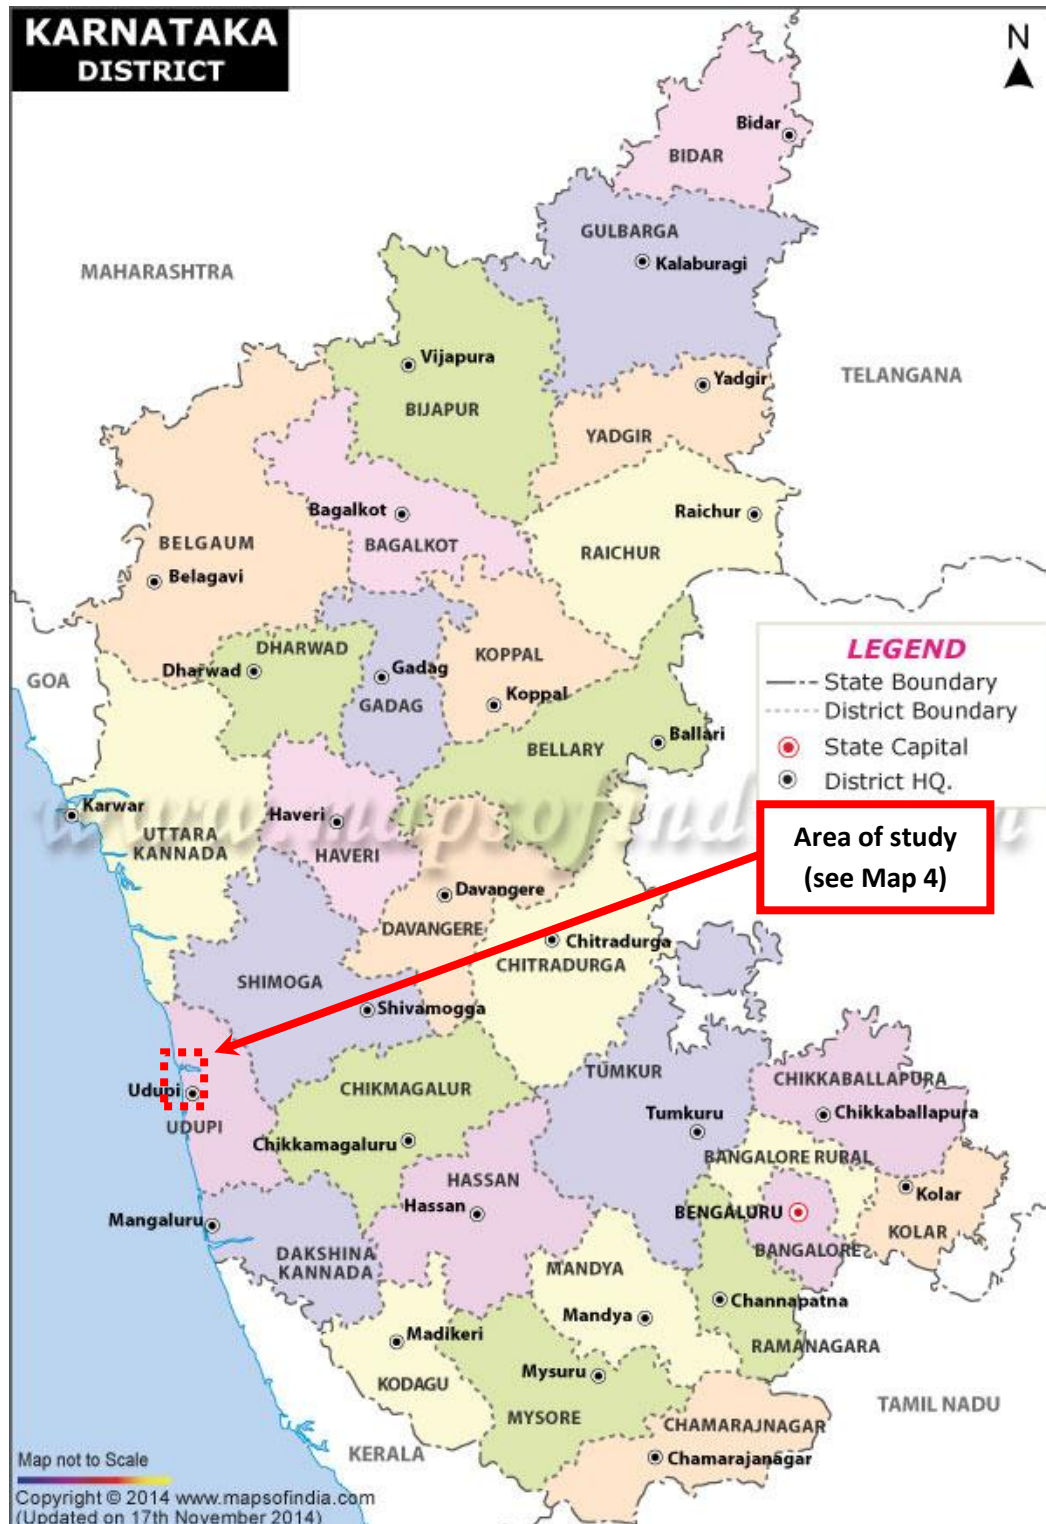 KARNATAKA
DISTRICT
N
Bidar
BIDAR
GULBARGA
Kalaburagi
MAHARASHTRA
Vijapura
Yadgir
TELANGANA
BIJAPUR
YADGIR
Bagalkot
Raichur
BELGAUM
BAGALKOT
RAICHUR
Belagavi
DHARWAD
KOPPAL
Dharwad
Gadag
GOA
Koppal
GADAG
BELLARY
Ballari
LEGEND
State Boundary
District Boundary
State Capital
District HQ.
www.mapsofindia.com
Karwar
Haveri
UTTARA
KANNADA
HAVERI
Area of study
(see Map 4)
Davangere
DAVANGERE
Chitradurga
CHITRADURGA
SHIMOGA
Shivamogga
TUMKUR
CHIKKABALLAPURA
Udupi
CHIKMAGALUR
UDUPI
Tumkuru
Chikkaballapura
Chikkamagaluru
BANGALORE RURAL
HASSAN
Hassan
Kolar
Mangaluru
BENGALURU
KOLAR
DAKSHINA
KANNADA
BANGALORE
MANDYA
Channapatna
Mandya
Madikeri
RAMANAGARA
Mysuru
KODAGU
MYSORE
TAMIL NADU
CHAMARAJNAGAR
KERALA
Chamarajanagar
Map not to Scale
Copyright © 2014 www.mapsofindia.com
(Updated on 17th November 2014)